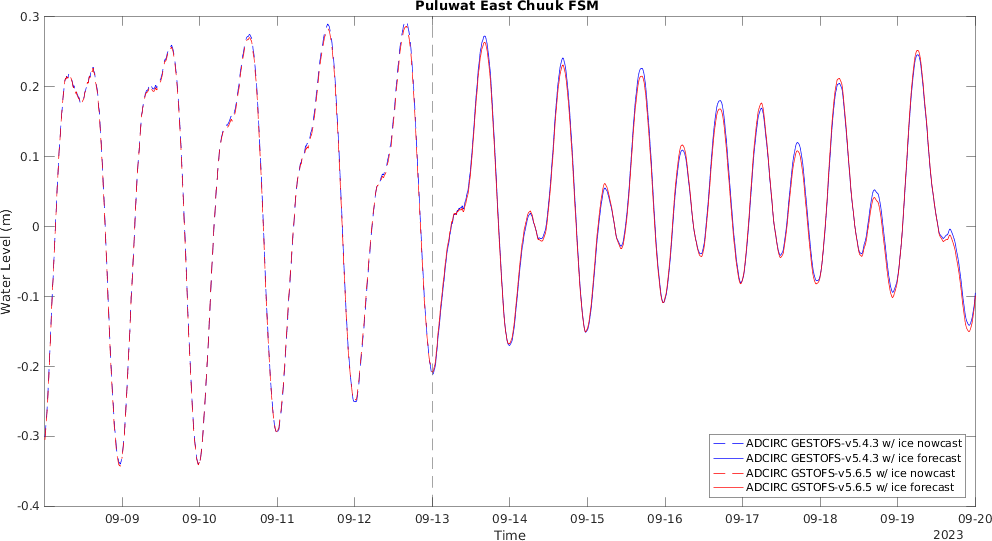 Puluwat East Chuuk FSM
0.3
0.2
0.1
0
-0.1
-0.2
-0.3
-0.4
Water Level (m)
ADCIRC GESTOFS-v5.4.3 w/ ice nowcast
ADCIRC GESTOFS-v5.4.3 w/ ice forecast
ADCIRC GSTOFS-v5.6.5 w/ ice nowcast
ADCIRC GSTOFS-v5.6.5 w/ ice forecast
09-09 09-10 09-11 09-12 09-13 09-14 09-15 09-16 09-17 09-18 09-19 09-20
Time
2023